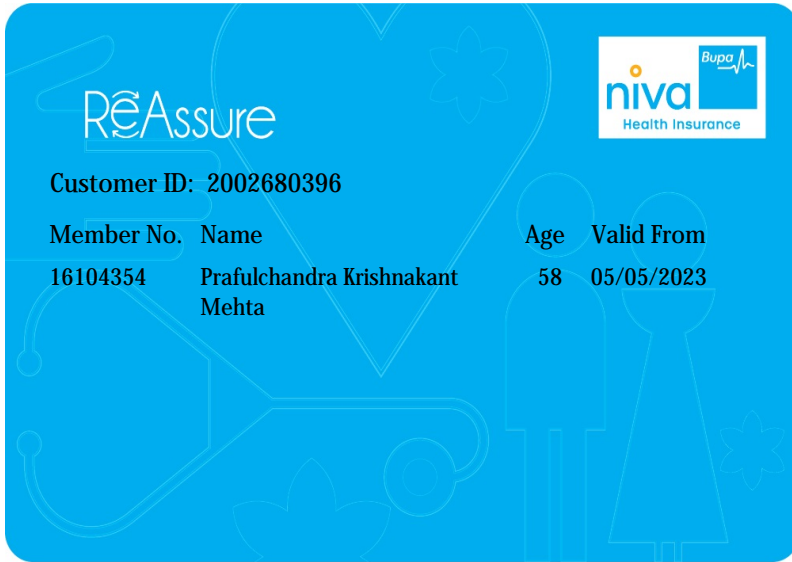 Bupa
niva
Health Insurance
ReAssure
Customer ID: 2002680396
Member No. Name Age Valid From
16104354 Prafulchandra Krishnakant 58 05/05/2023
Mehta